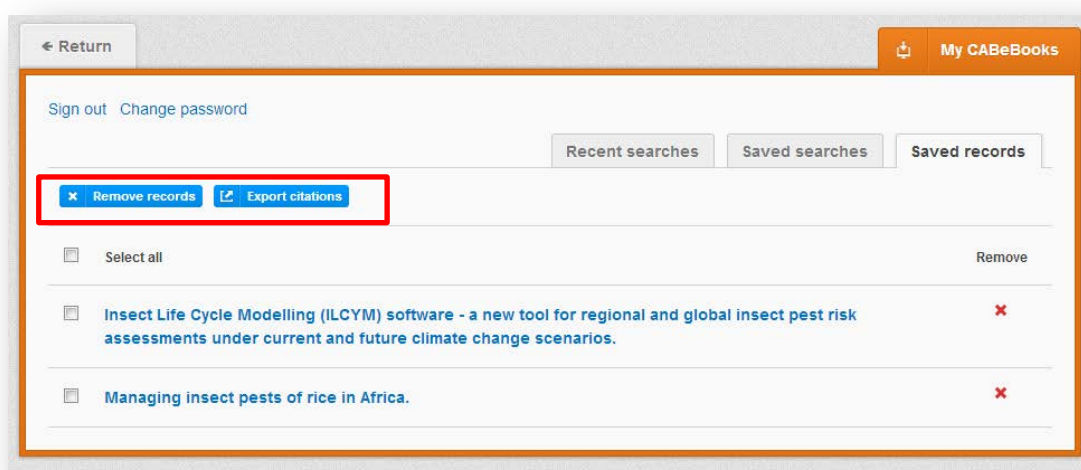 Return
My CABeBooks
Sign out Change password
Recent searches
Saved searches
Saved records
Remove records
Export citations
Select all
Remove
Insect Life Cycle Modelling (ILCYM) software - a new tool for regional and global insect pest risk
assessments under current and future climate change scenarios.
Managing insect pests of rice in Africa.